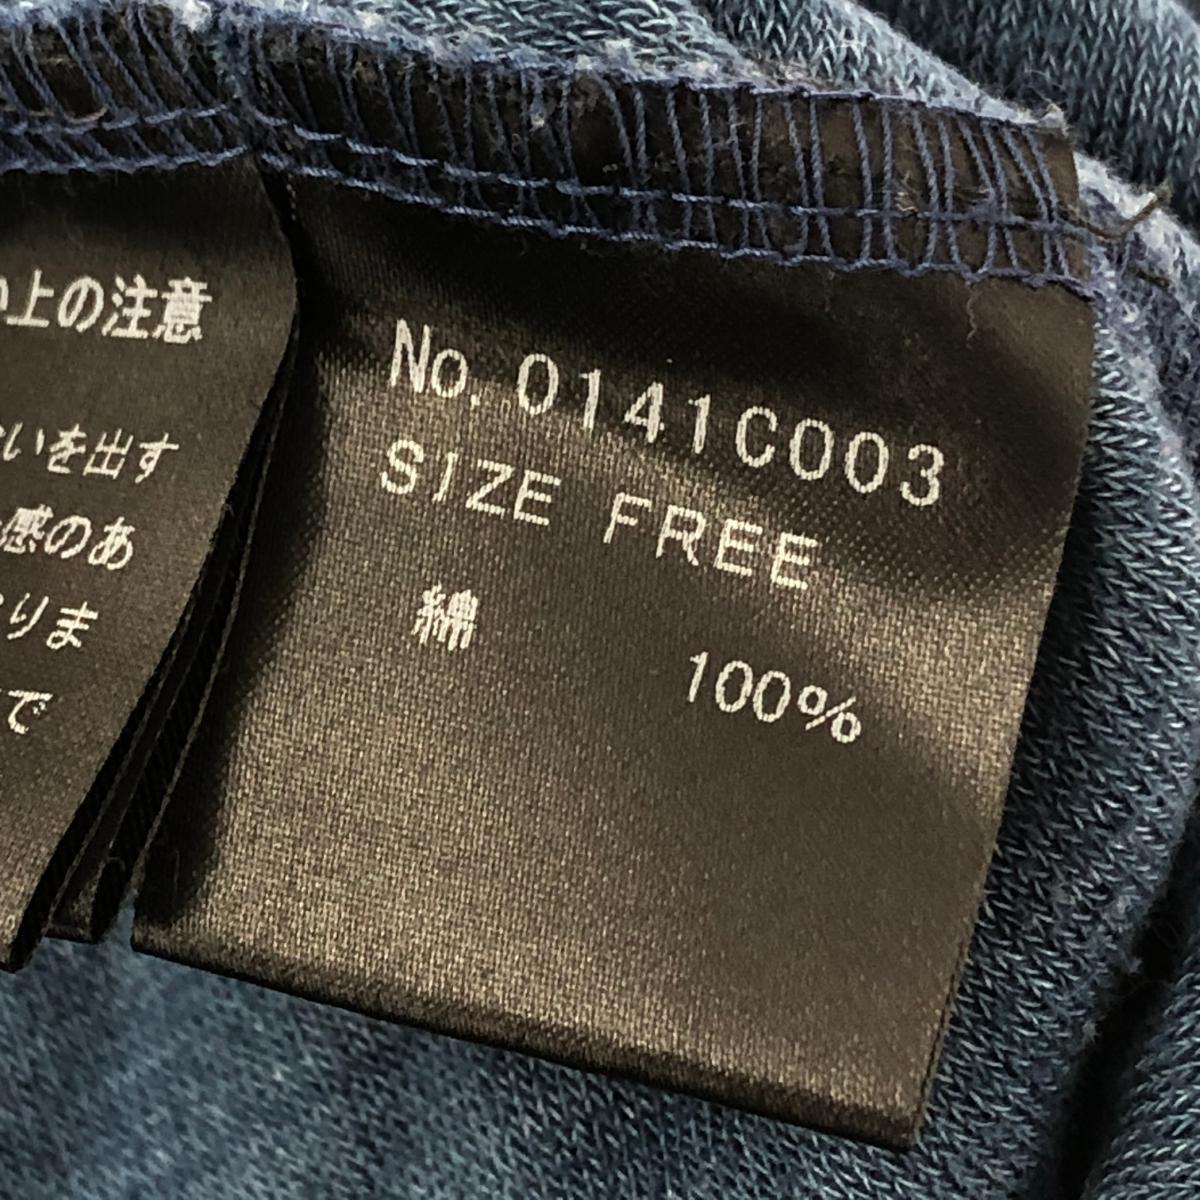 上の注意
いを出す
感のあ
りま
で
No. 0141C003
SIZE FREE
綿 100%